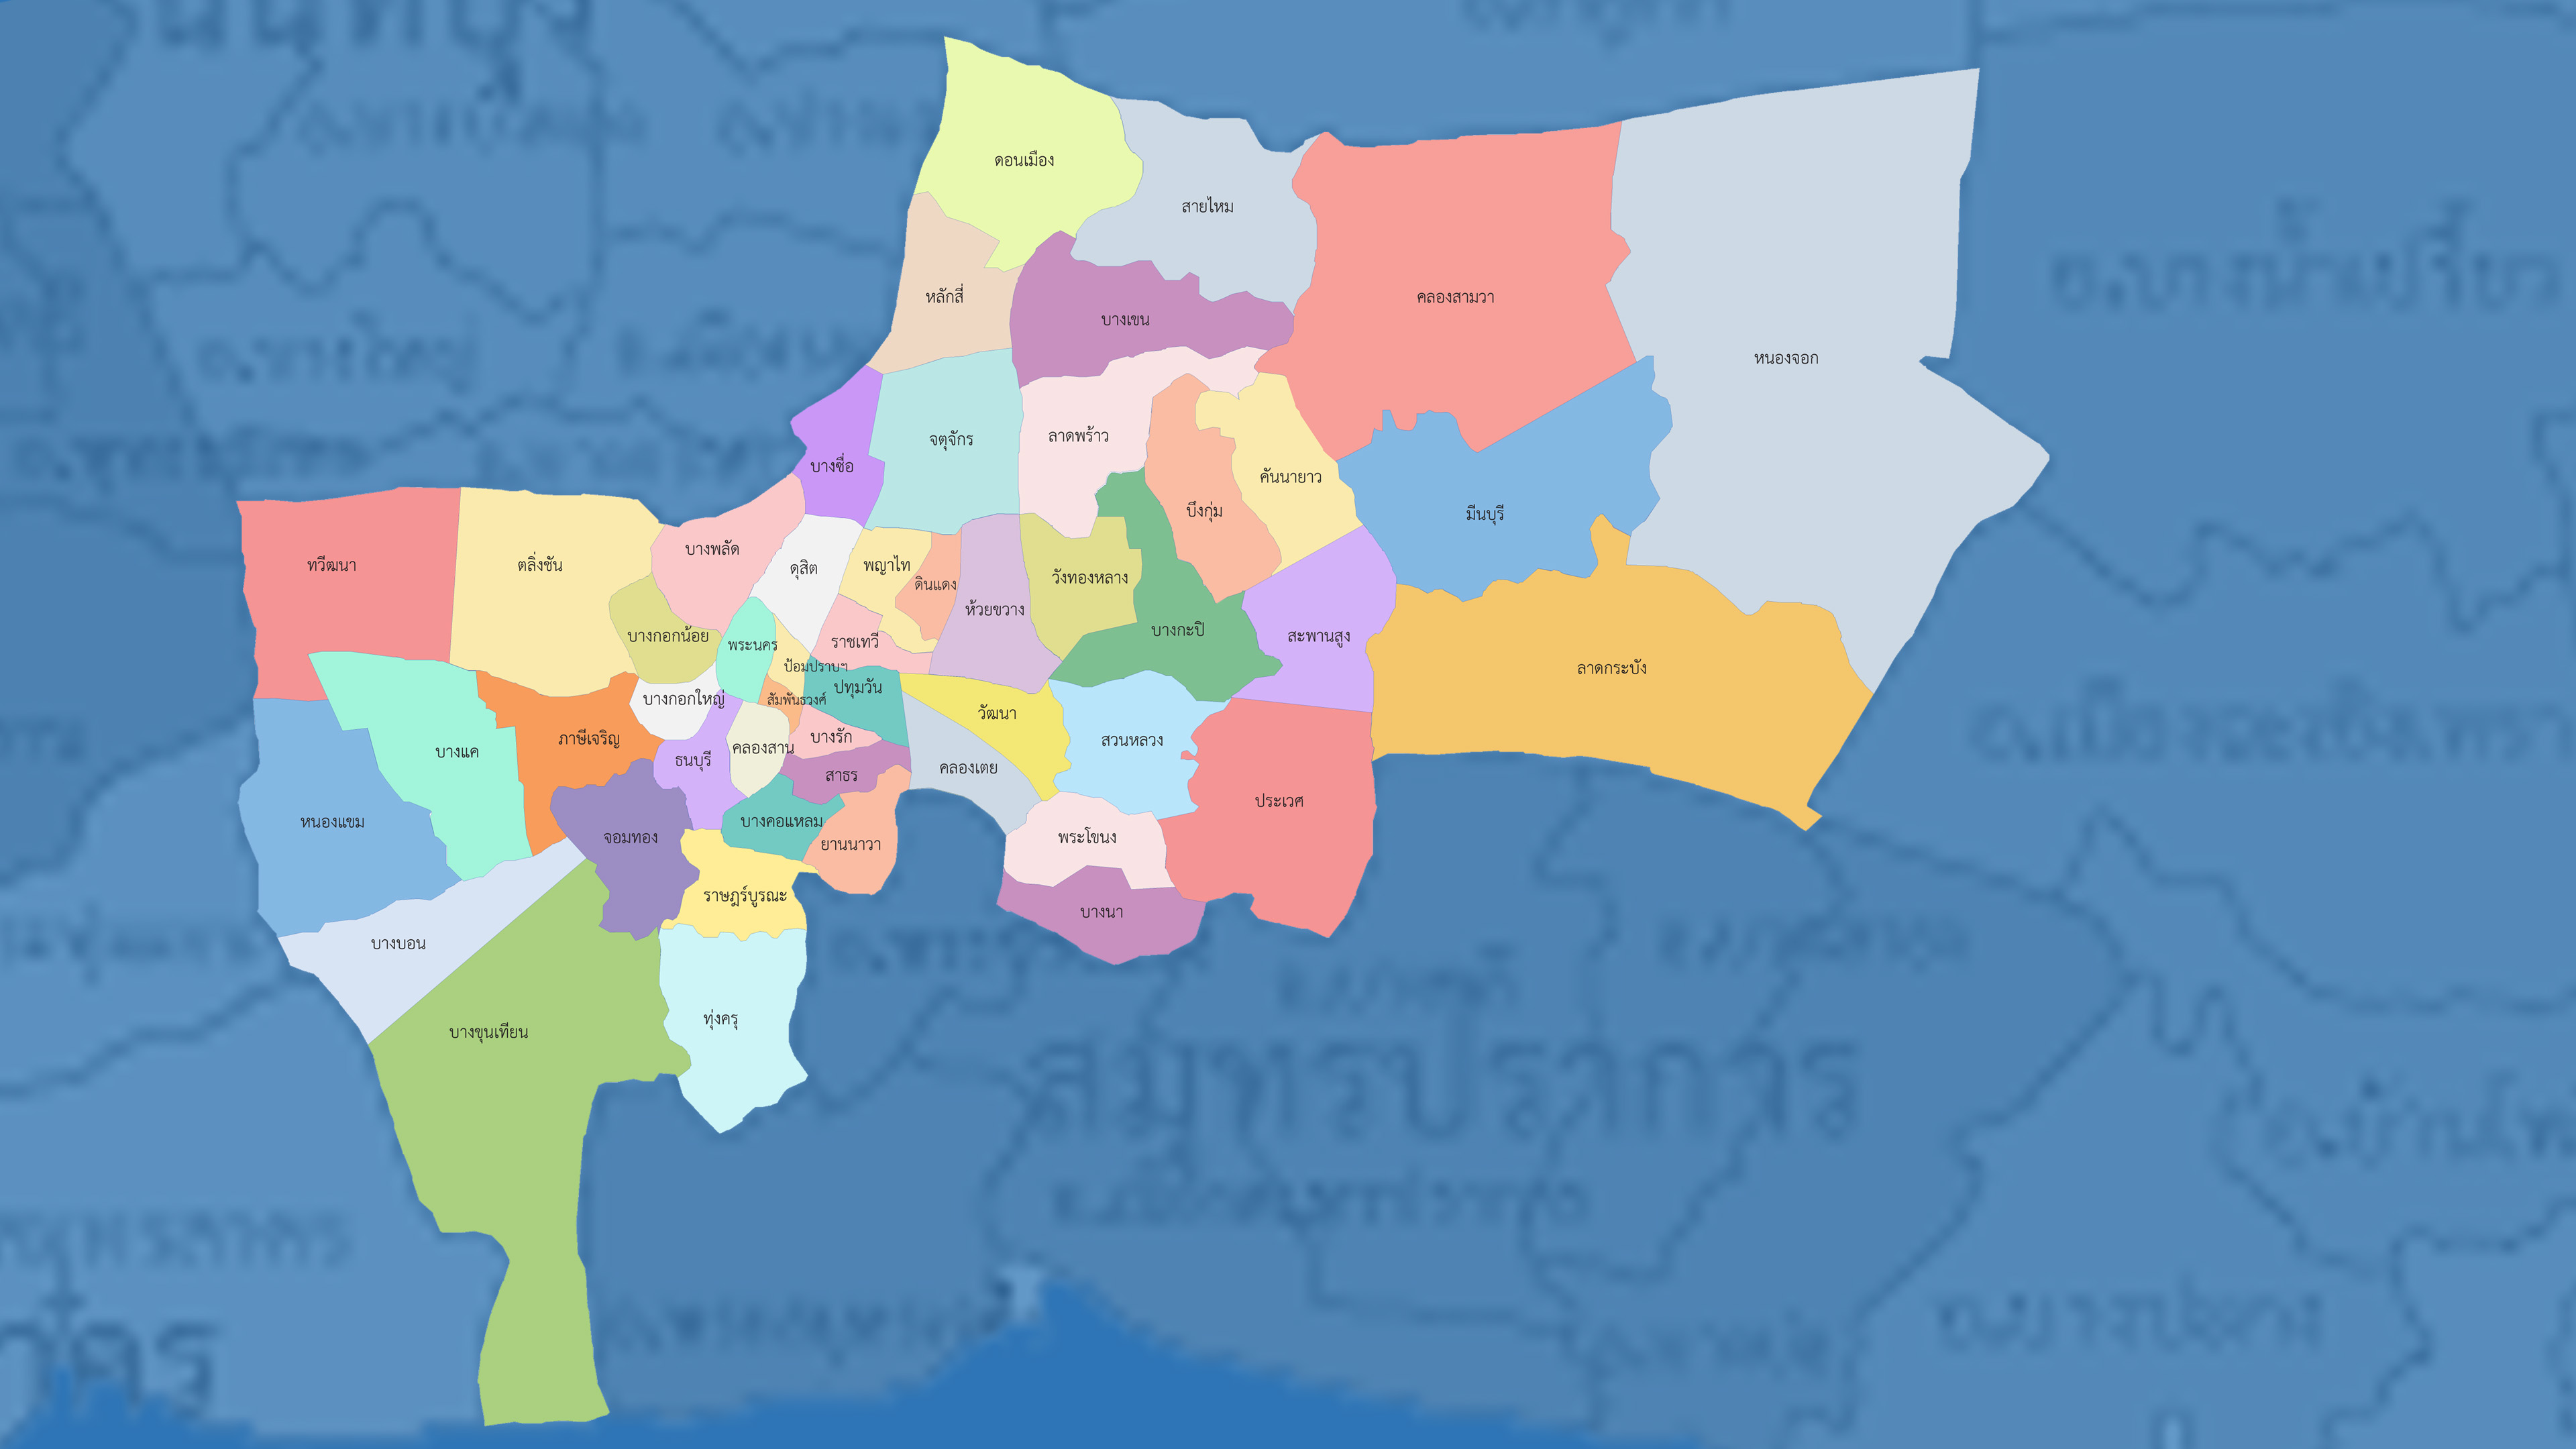 ดอนเมือง
สายไหม
หลักสี่
คลองสามวา
บางเขน
หนองจอก
จตุจักร
ลาดพร้าว
บางซื่อ
คันนายาว
บึงกุ่ม
มีนบุรี
บางพลัด
ทวีฒนา
ตลิ่งชัน
ดุสิต
พญาไท
ดินแดง
วังทองหลาง
ห้วยขวาง
บางกอกน้อย
พระนคร
ราชเทวี
บางกะปิ
สะพานสูง
ป้อมปราบฯ
ลาดกระบัง
บางกอกใหญ่
สัมพันธวงศ์
ปทุมวัน
วัฒนา
ภาษีเจริญ
บางรัก
สวนหลวง
บางแค
คลองสาน
ธนบุรี
คลองเตย
สาธร
ประเวศ
หนองแขม
บางคอแหลม
จอมทอง
ยานนาวา
พระโขนง
ราษฎร์บูรณะ
บางนา
บางบอน
ทุ่งครุ
บางขุนเทียน
สมุทรปราการ